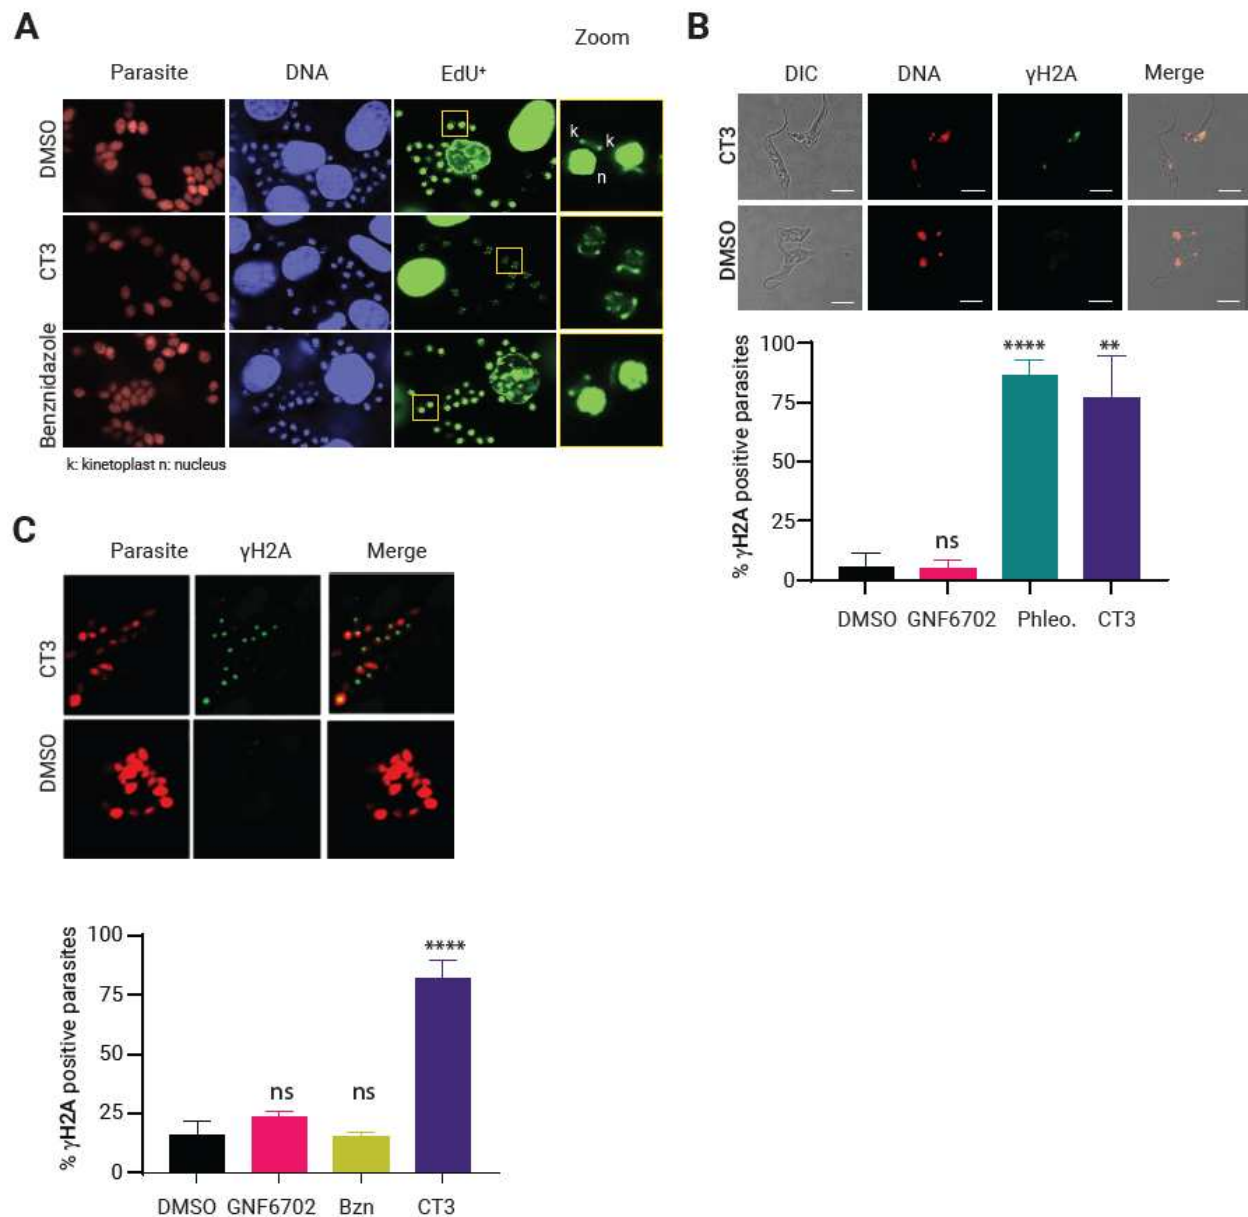 A
Zoom
Parasite DNA EdU⁺
DMSO
k k
n
CT3
Benznidazole
k: kinetoplast n: nucleus
B
DIC DNA γH2A Merge
CT3
DMSO
% γH2A positive parasites
100
75
50
25
0
ns
****
**
DMSO GNF6702 Phleo. CT3
C
Parasite γH2A Merge
CT3
DMSO
% γH2A positive parasites
100
75
50
25
0
ns ns
****
DMSO GNF6702 Bzn CT3